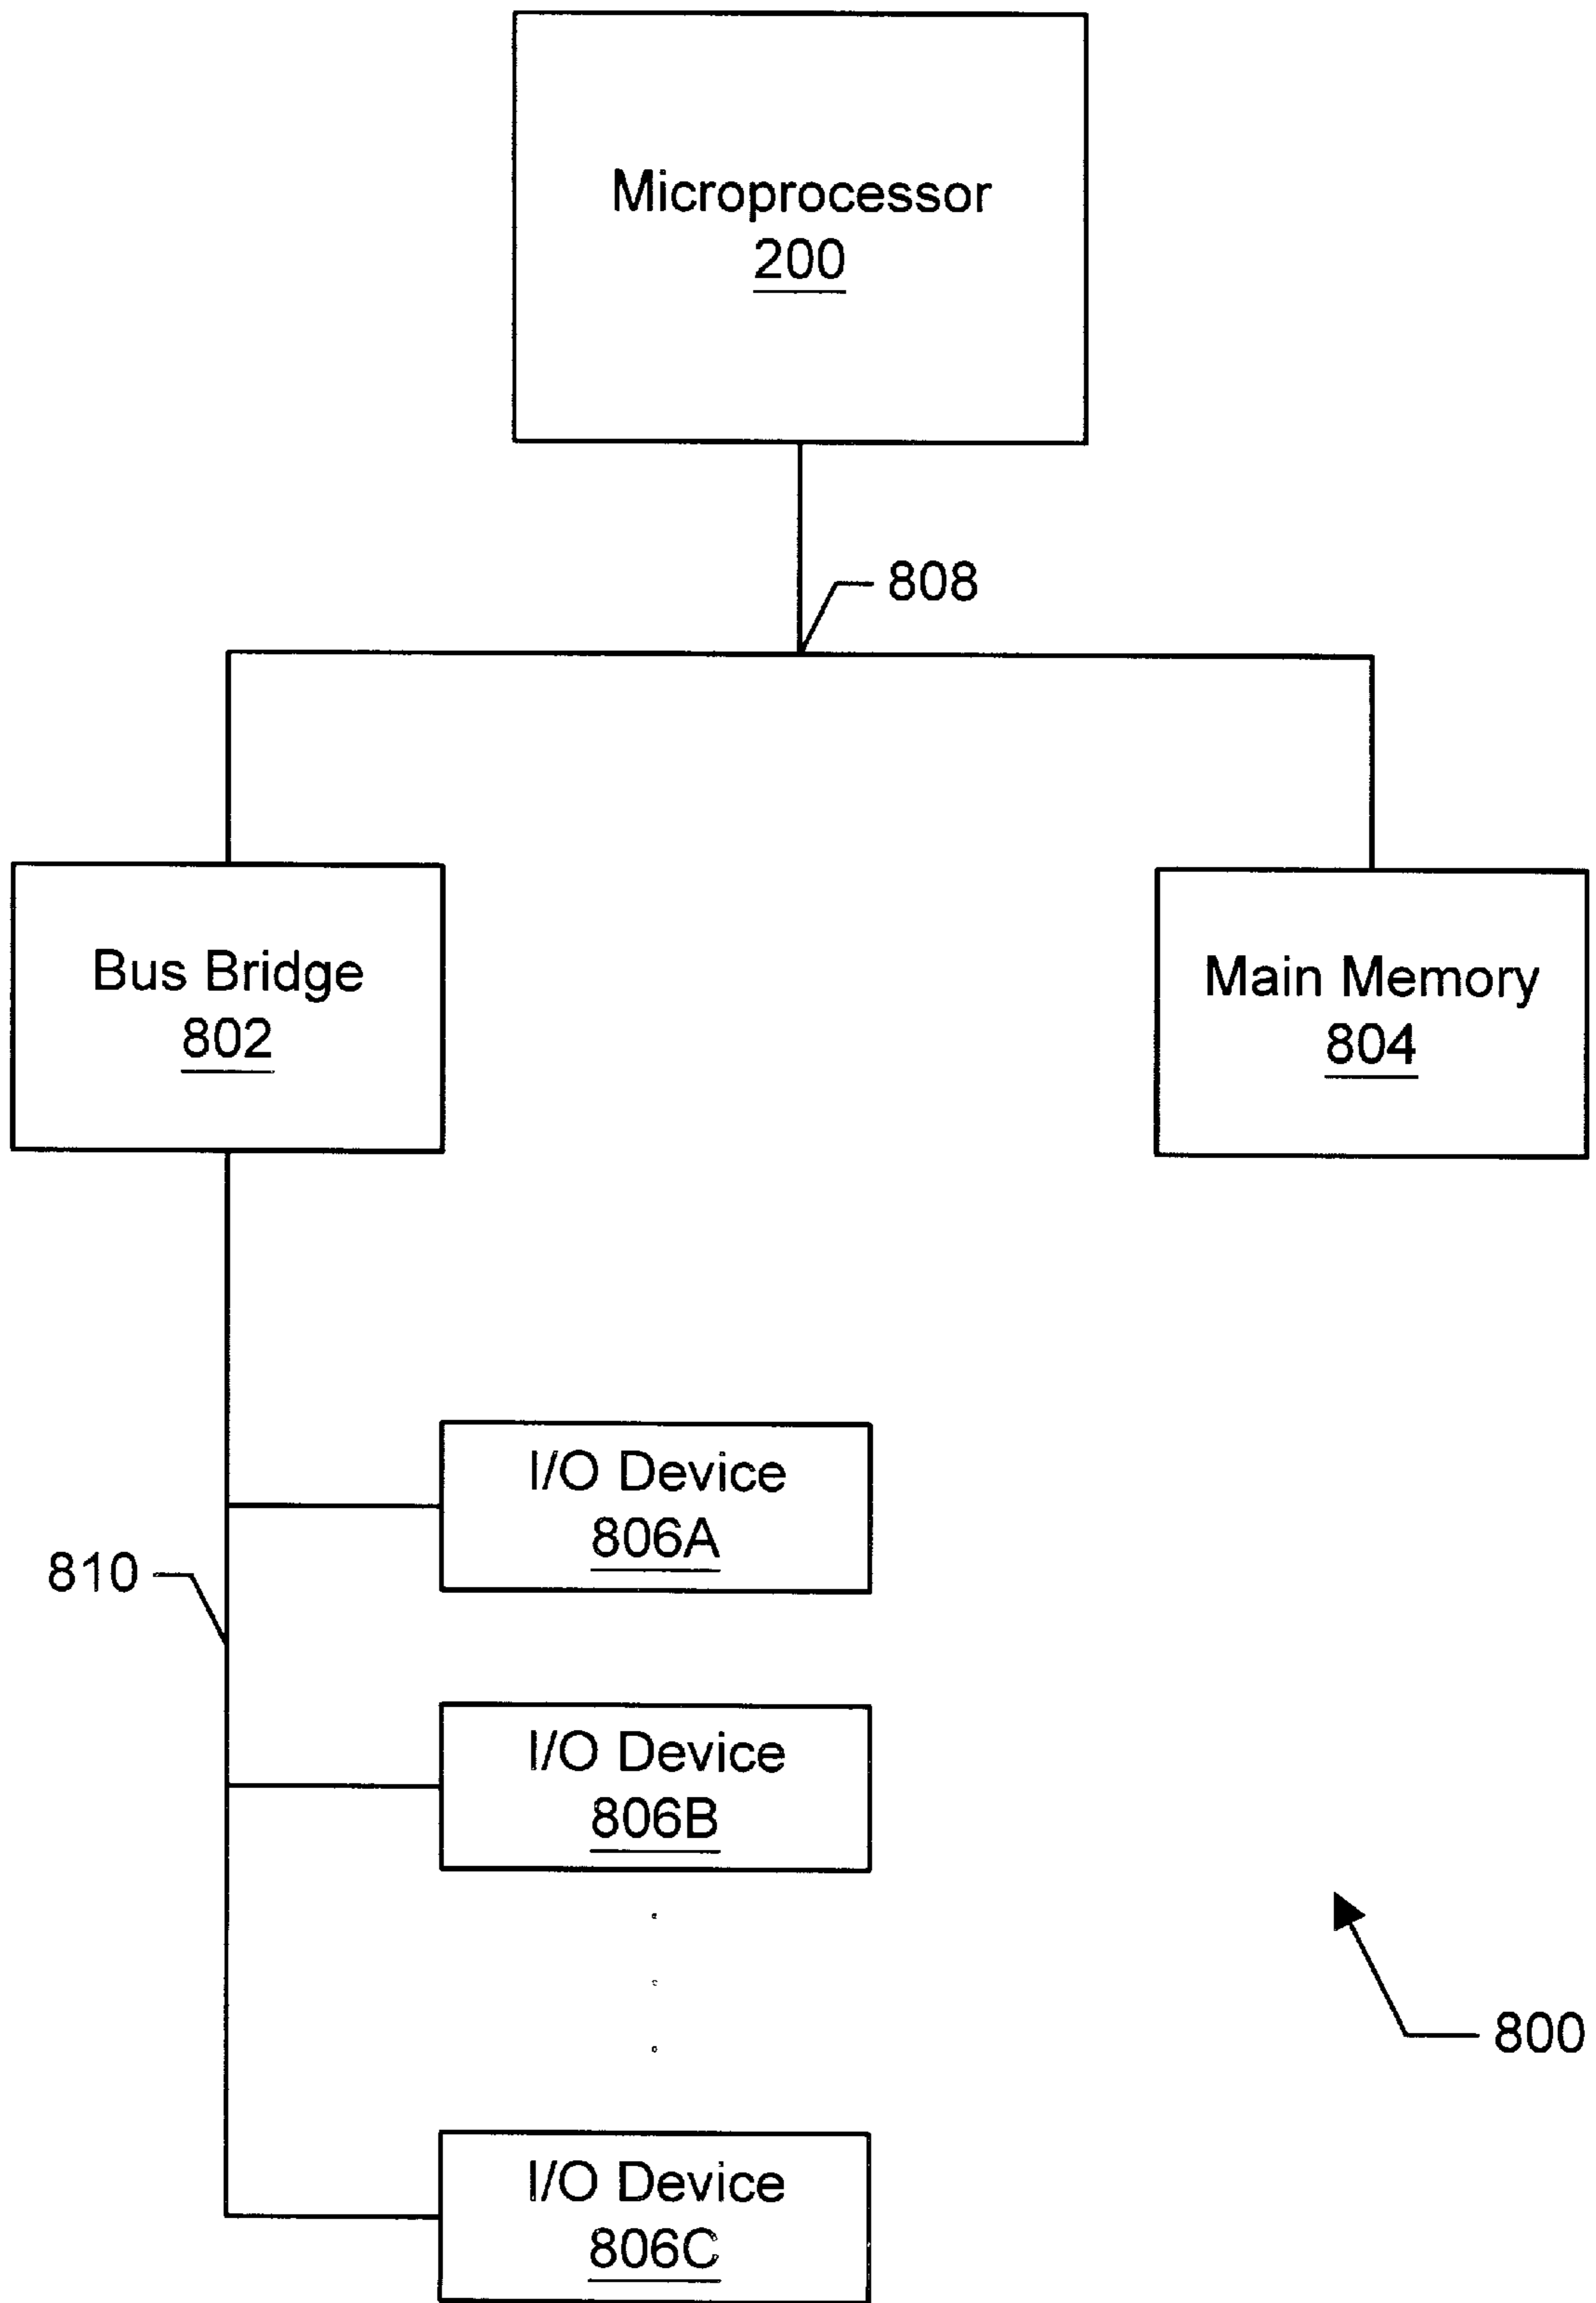 Microprocessor
200
808
Bus Bridge
802
Main Memory
804
I/O Device
806A
810
I/O Device
806B
800
I/O Device
806C